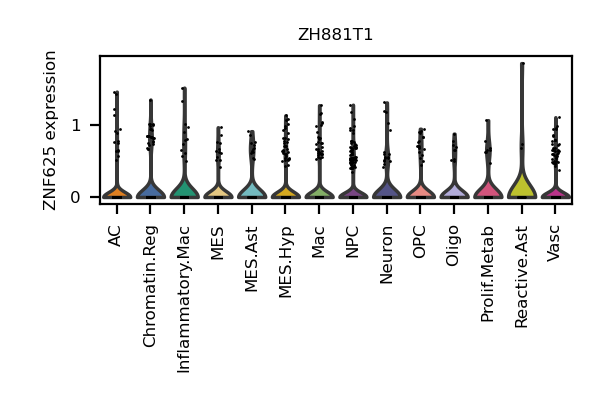 ZH881T1
ZNF625 expression
1
0
AC
Chromatin.Reg
Inflammatory.Mac
MES
MES.Ast
MES.Hyp
Mac
NPC
Neuron
OPC
Oligo
Prolif.Metab
Reactive.Ast
Vasc